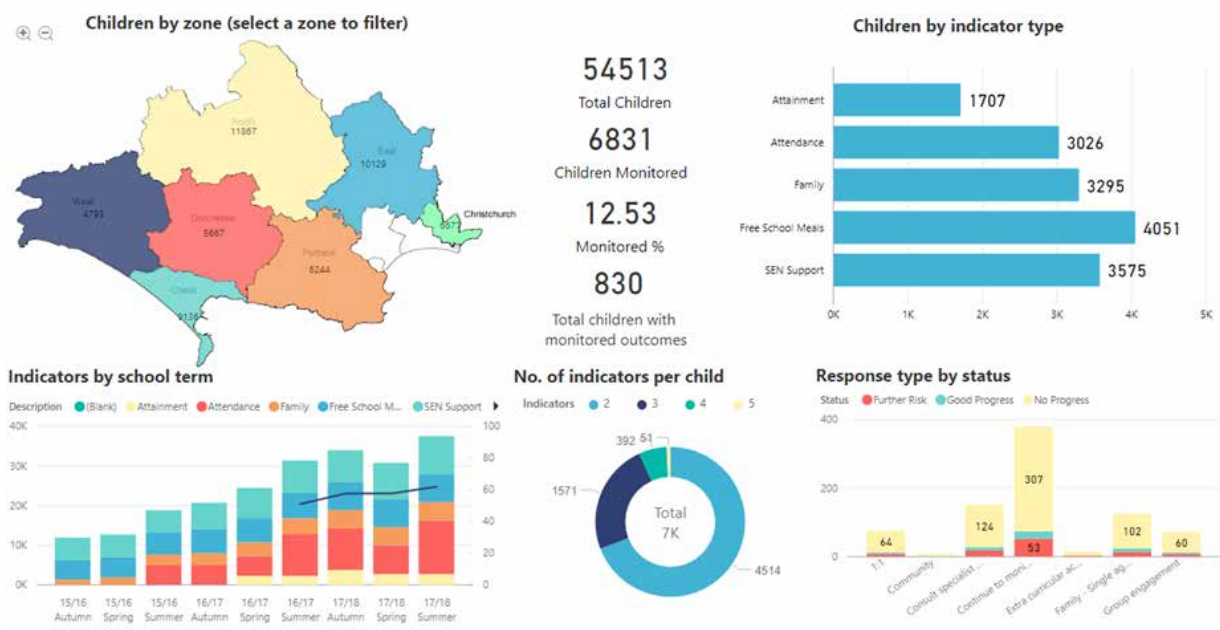 Children by zone (select a zone to filter)
North
11867
East
10129
West
4793
Dorchester
5667
Christchurch
Purbeck
Chesil
9136
54513
Total Children
6831
Children Monitored
12.53
Monitored %
830
Total children with
monitored outcomes
Children by indicator type
Attainment
1707
Attendance
3026
Family
3295
Free School Meals
4051
SEN Support
3575
0K 1K 2K 3K 4K 5K
Indicators by school term
Description (Blank) Attainment Attendance Family Free School M... SEN Support
40K
30K
20K
10K
0K
100
80
60
40
20
0
15/16 Autumn
15/16 Spring
15/16 Summer
16/17 Autumn
16/17 Spring
16/17 Summer
17/18 Autumn
17/18 Spring
17/18 Summer
No. of indicators per child
Indicators 2 3 4 5
392 51
1571
Total
7K
4514
Response type by status
Status Further Risk Good Progress No Progress
400
200
0
64
124
307
53
102
60
1:1
Community
Consult specialist ...
Continue to moni...
Extra curricular ac...
Family - Single ag...
Group engagement